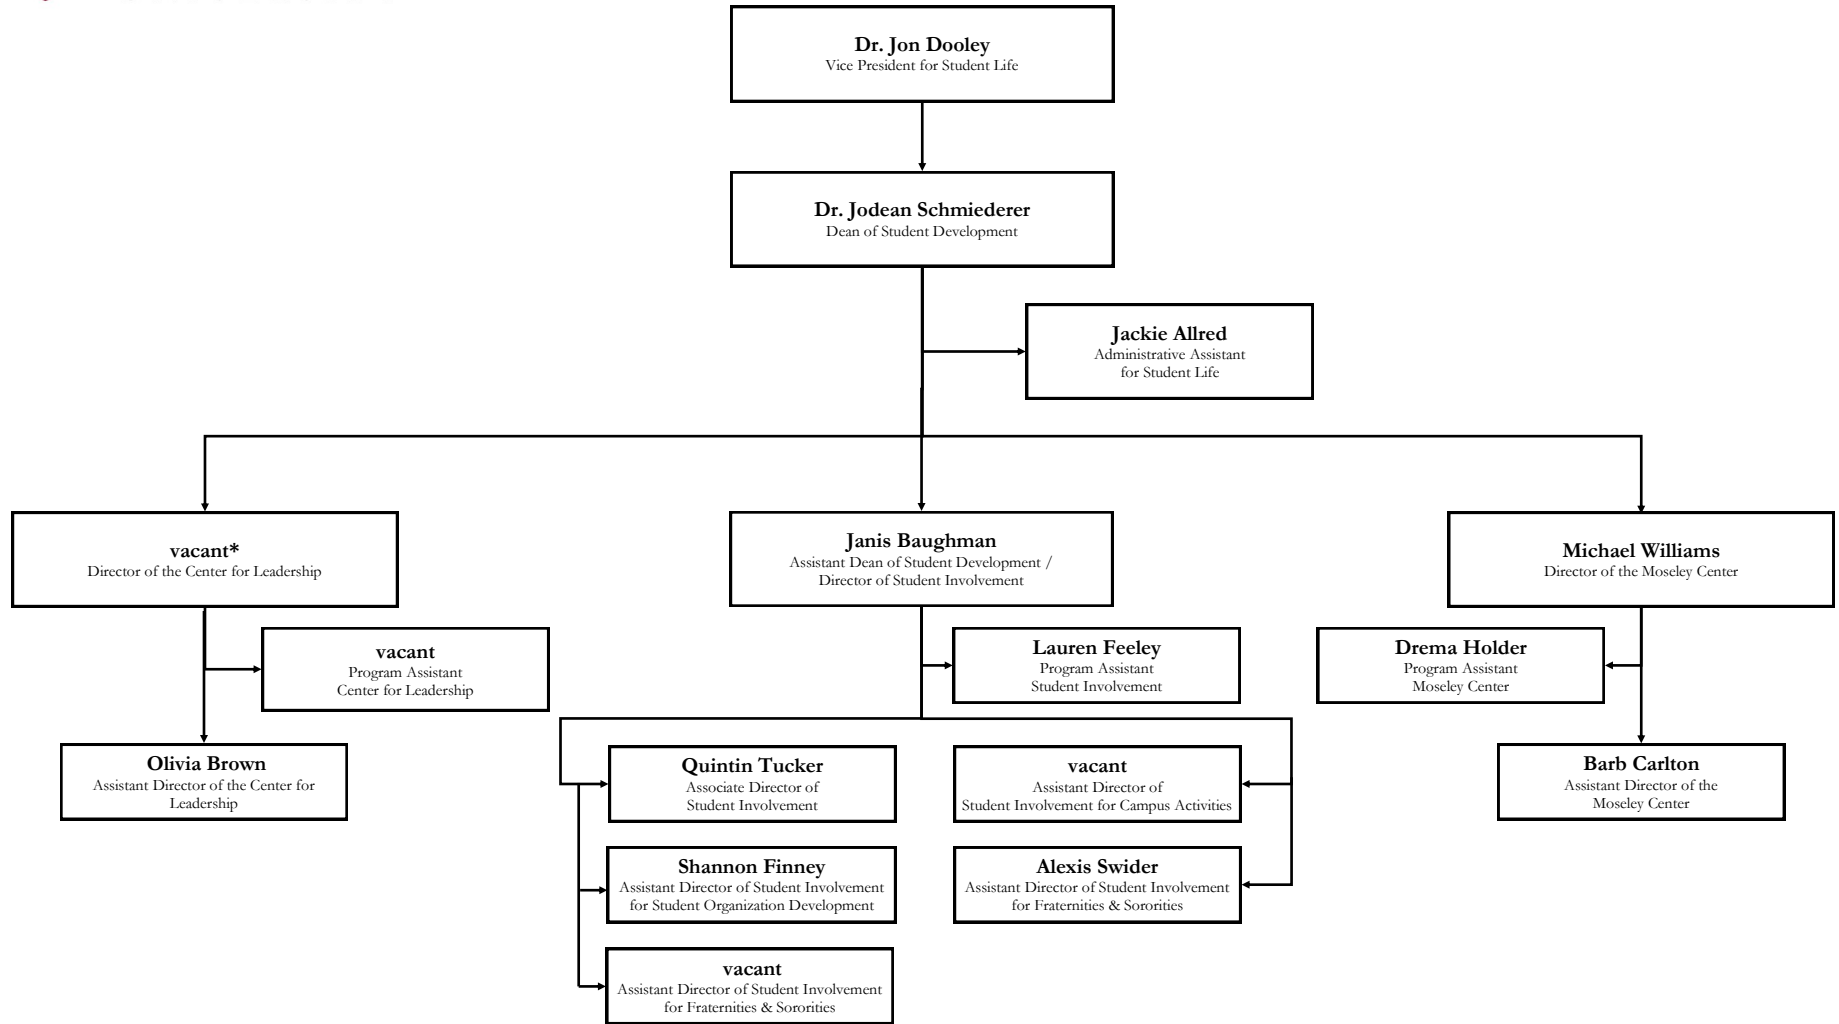 Dr. Jon Dooley
Vice President for Student Life
Dr. Jodean Schmiederer
Dean of Student Development
Jackie Allred
Administrative Assistant
for Student Life
vacant*
Director of the Center for Leadership
Janis Baughman
Assistant Dean of Student Development /
Director of Student Involvement
Michael Williams
Director of the Moseley Center
vacant
Program Assistant
Center for Leadership
Lauren Feeley
Program Assistant
Student Involvement
Drema Holder
Program Assistant
Moseley Center
Olivia Brown
Assistant Director of the Center for
Leadership
Quintin Tucker
Associate Director of
Student Involvement
vacant
Assistant Director of
Student Involvement for Campus Activities
Barb Carlton
Assistant Director of the
Moseley Center
Shannon Finney
Assistant Director of Student Involvement
for Student Organization Development
Alexis Swider
Assistant Director of Student Involvement
for Fraternities & Sororities
vacant
Assistant Director of Student Involvement
for Fraternities & Sororities